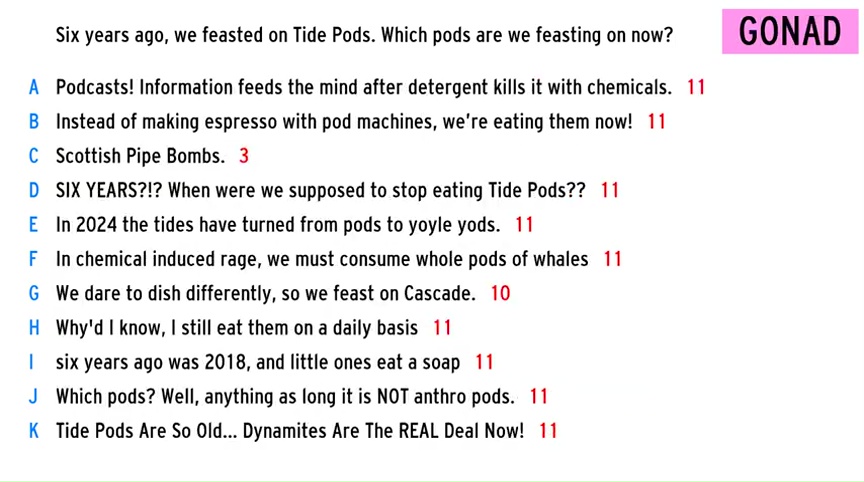 Six years ago, we feasted on Tide Pods. Which pods are we feasting on now?
GONAD
A Podcasts! Information feeds the mind after detergent kills it with chemicals. 11
B Instead of making espresso with pod machines, we're eating them now! 11
C Scottish Pipe Bombs. 3
D SIX YEARS?!? When were we supposed to stop eating Tide Pods?? 11
E In 2024 the tides have turned from pods to yoyle yods. 11
F In chemical induced rage, we must consume whole pods of whales 11
G We dare to dish differently, so we feast on Cascade. 10
H Why'd I know, I still eat them on a daily basis 11
I six years ago was 2018, and little ones eat a soap 11
J Which pods? Well, anything as long it is NOT anthro pods. 11
K Tide Pods Are So Old... Dynamites Are The REAL Deal Now! 11